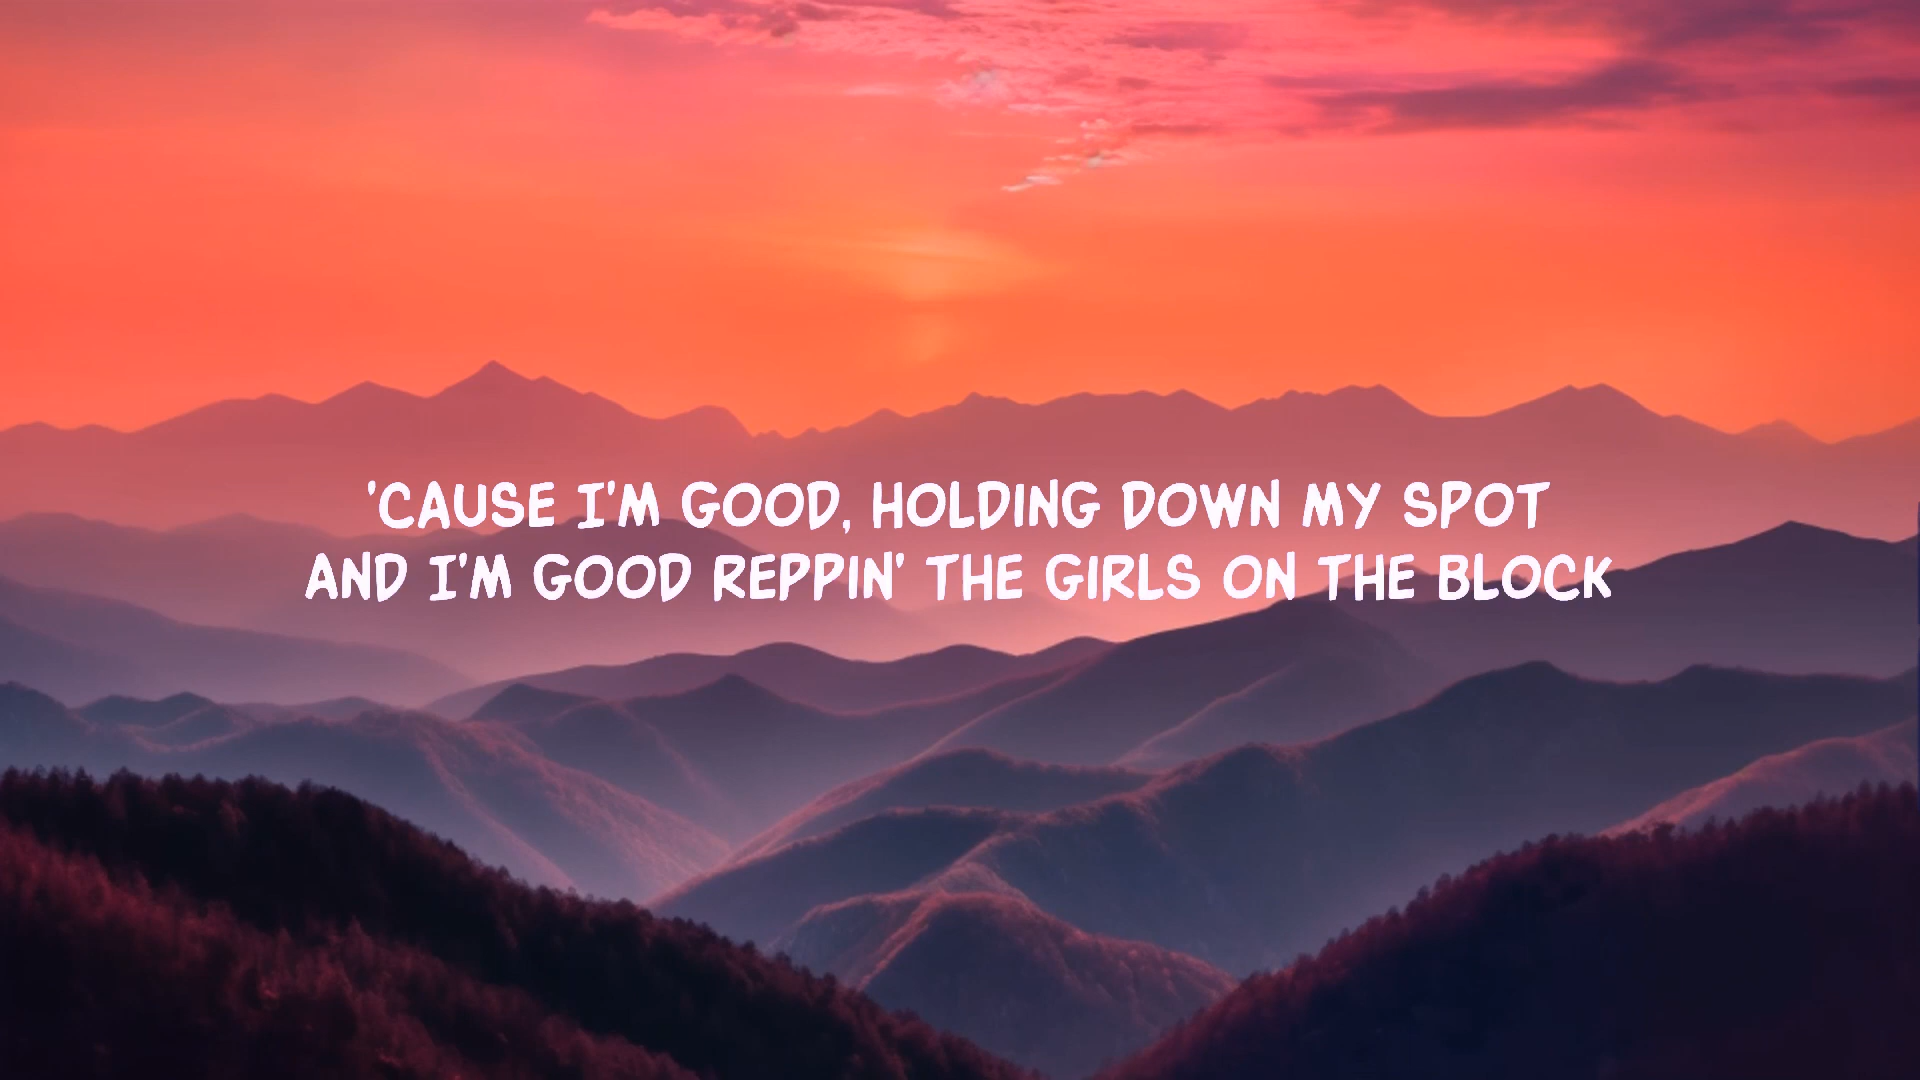 'CAUSE I'M GOOD, HOLDING DOWN MY SPOT
AND I'M GOOD REPPIN' THE GIRLS ON THE BLOCK